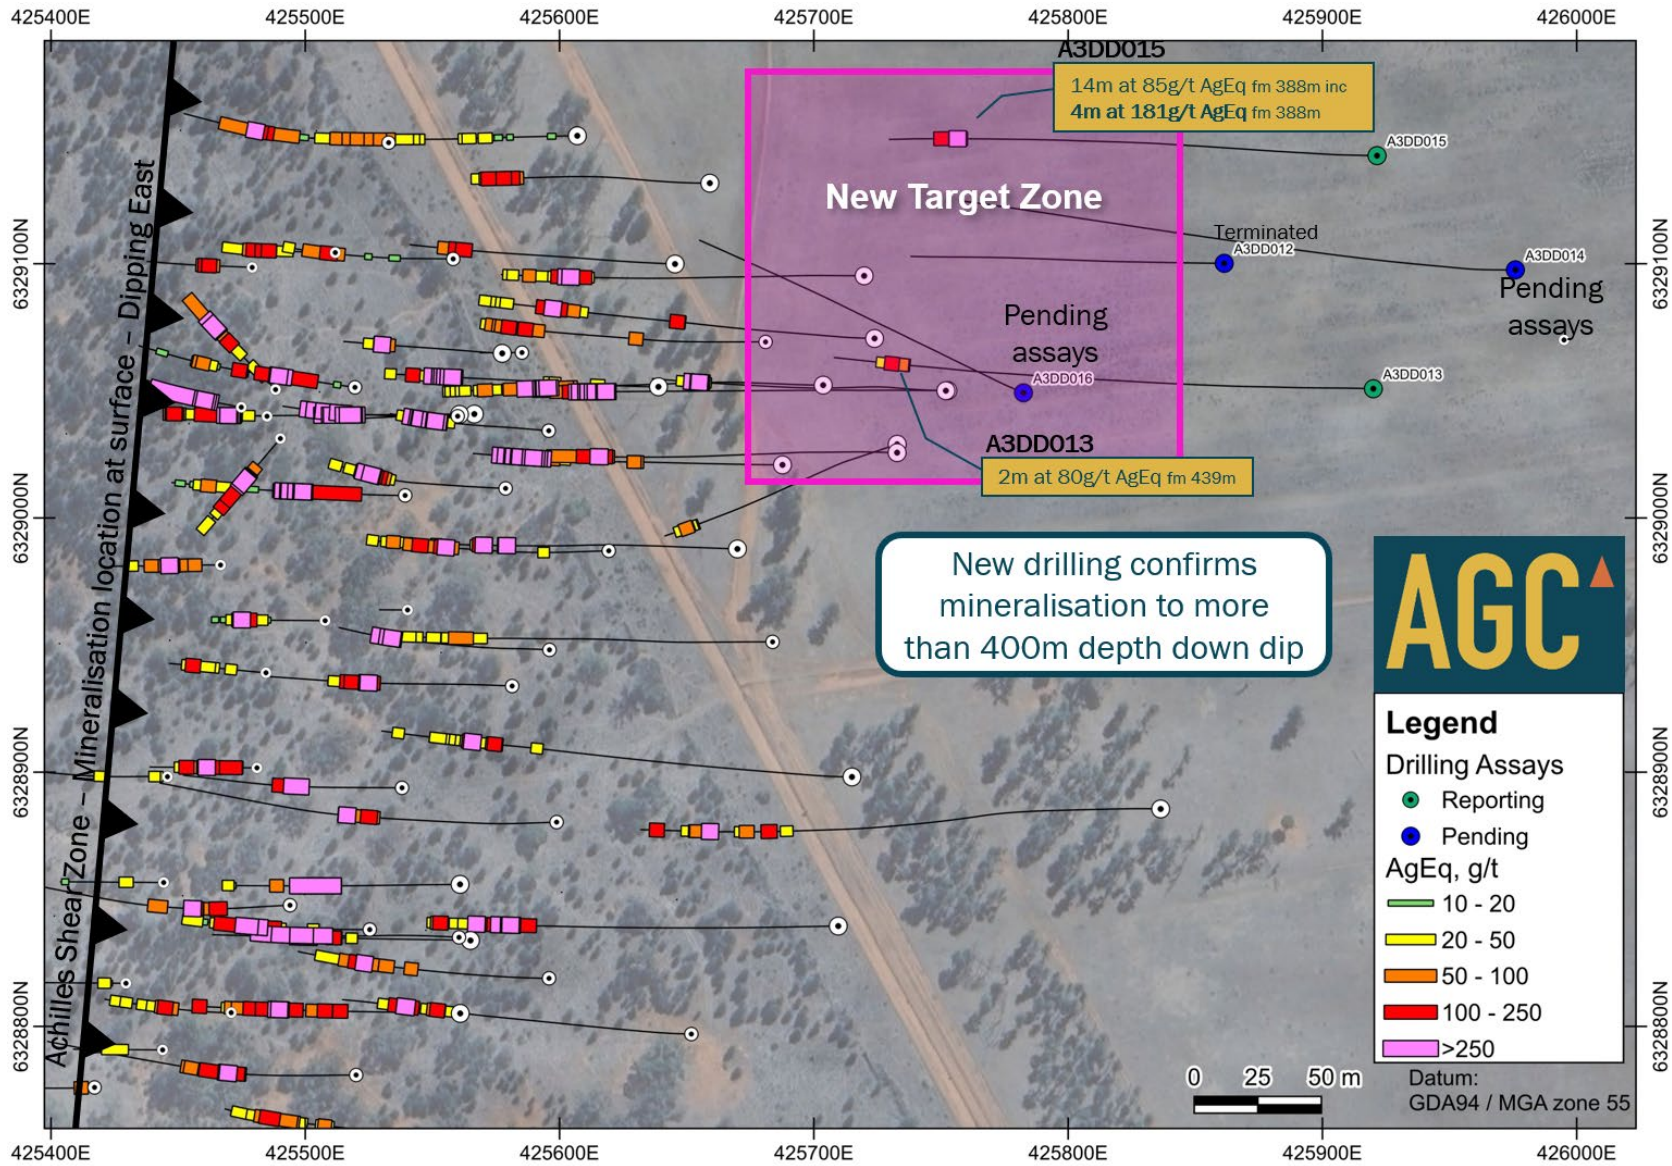 425400E 425500E 425600E 425700E 425800E 425900E 426000E
A3DD015
14m at 85g/t AgEq fm 388m inc
4m at 181g/t AgEq fm 388m
A3DD015
New Target Zone
Terminated
A3DD012
A3DD014
Pending
assays
6329100N
6329100N
Pending
assays
A3DD016
A3DD013
A3DD013
2m at 80g/t AgEq fm 439m
6329000N
6329000N
Achilles Shear Zone – Mineralisation location at surface – Dipping East
New drilling confirms
mineralisation to more
than 400m depth down dip
AGC
6328900N
6328900N
Legend
Drilling Assays
Reporting
Pending
AgEq, g/t
10 - 20
20 - 50
50 - 100
100 - 250
>250
6328800N
6328800N
0 25 50 m
Datum:
GDA94 / MGA zone 55
425400E 425500E 425600E 425700E 425800E 425900E 426000E